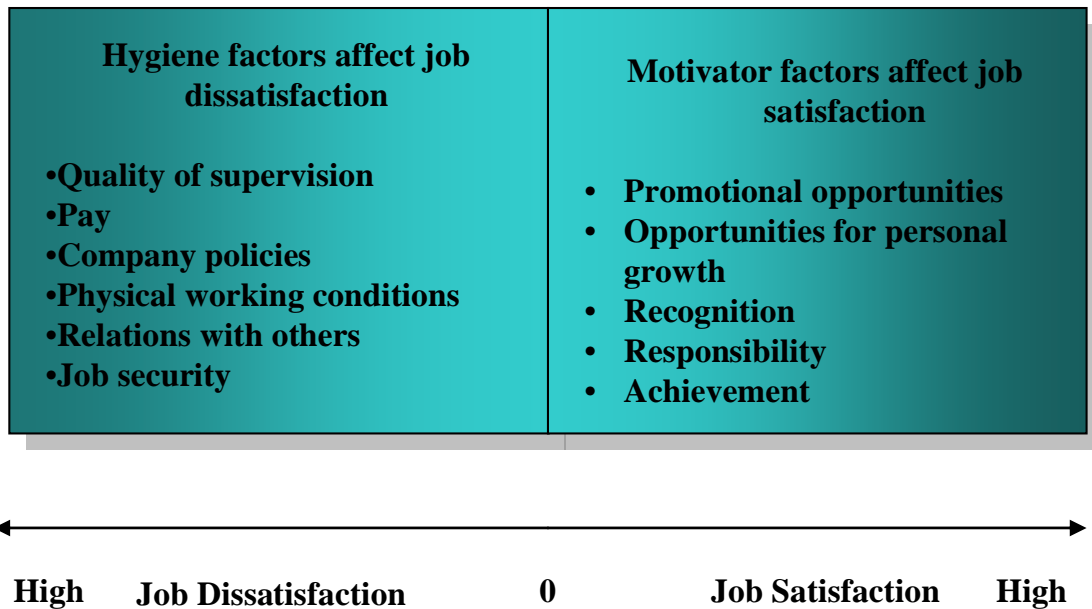 Hygiene factors affect job
dissatisfaction
•Quality of supervision
•Pay
•Company policies
•Physical working conditions
•Relations with others
•Job security
Motivator factors affect job
satisfaction
• Promotional opportunities
• Opportunities for personal
growth
• Recognition
• Responsibility
• Achievement
High Job Dissatisfaction 0 Job Satisfaction High